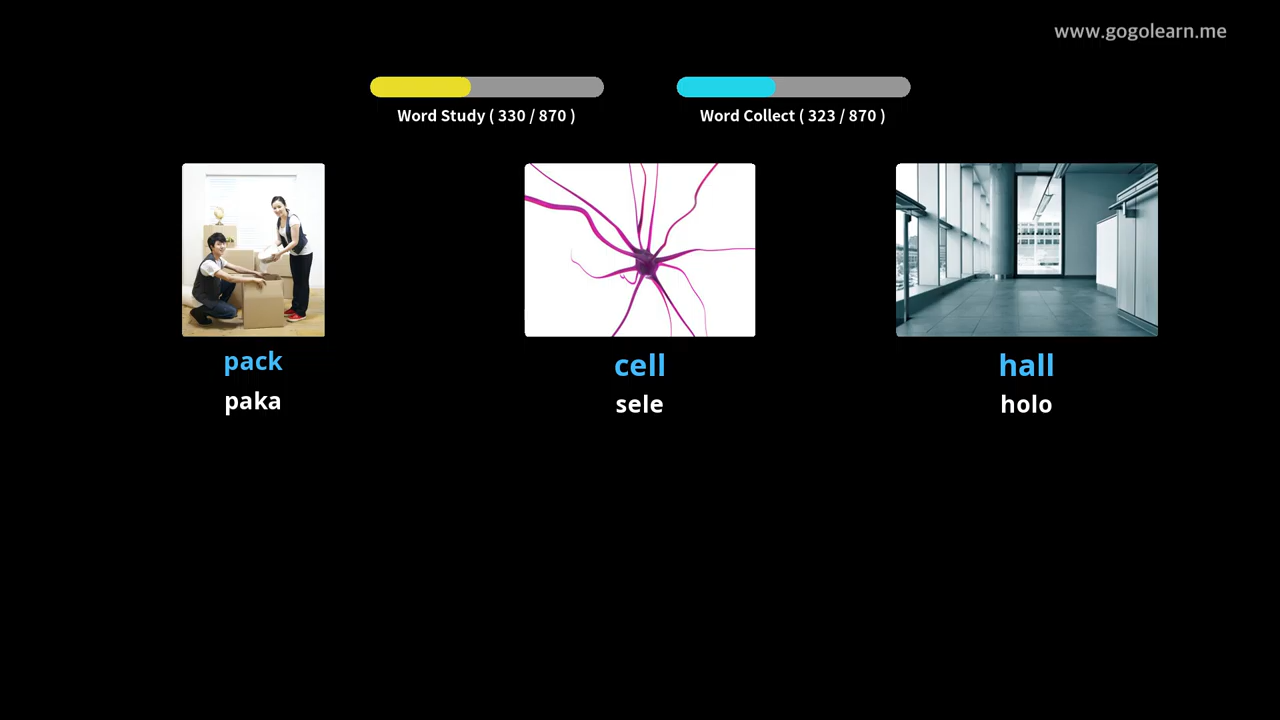 www.gogolearn.me
Word Study ( 330 / 870 )
Word Collect ( 323 / 870 )
pack
paka
cell
sele
hall
holo